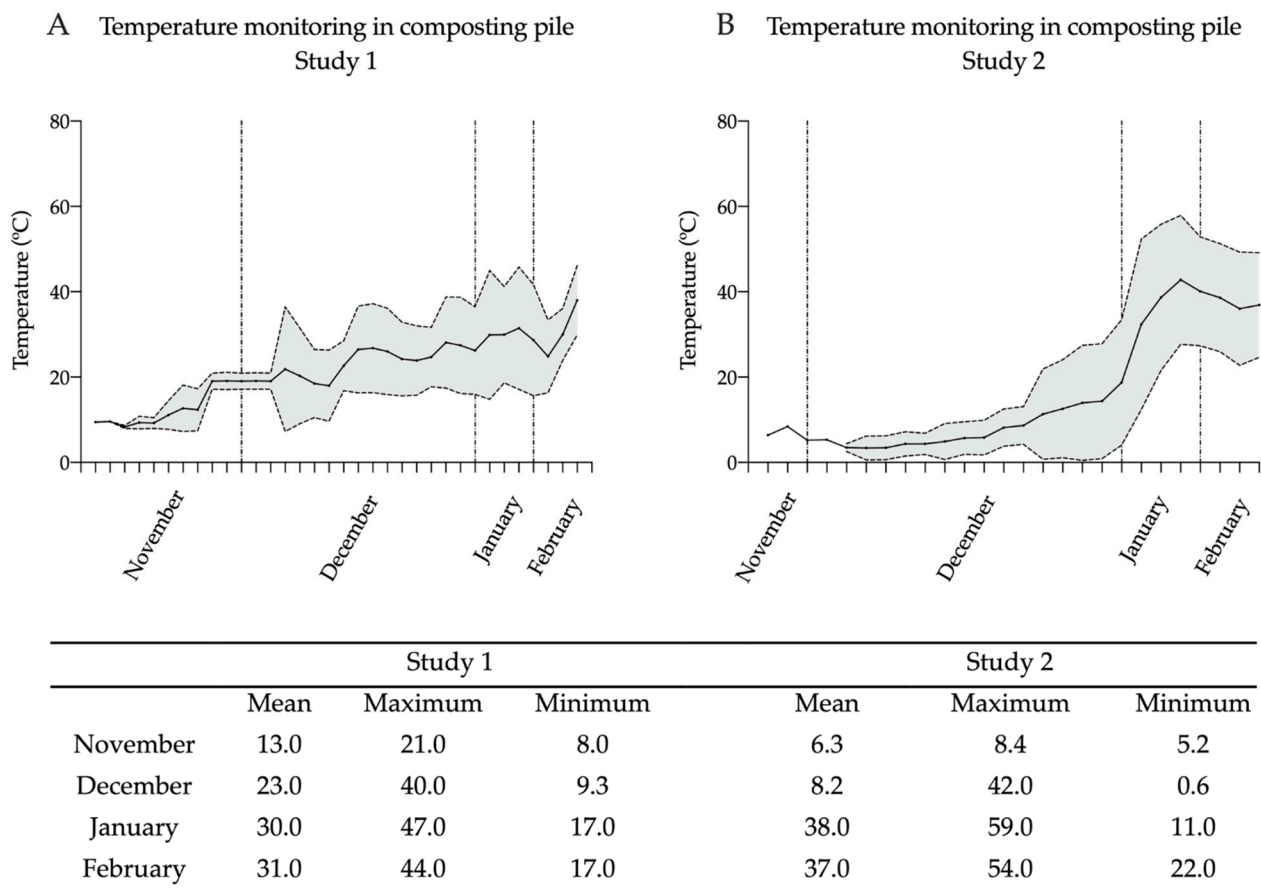 A Temperature monitoring in composting pile
Study 1
80
60
40
20
0
Temperature (ºC)
November
December
January
February
B Temperature monitoring in composting pile
Study 2
80
60
40
20
0
Temperature (ºC)
November
December
January
February
Study 1 Study 2
Mean Maximum Minimum Mean Maximum Minimum
November 13.0 21.0 8.0 6.3 8.4 5.2
December 23.0 40.0 9.3 8.2 42.0 0.6
January 30.0 47.0 17.0 38.0 59.0 11.0
February 31.0 44.0 17.0 37.0 54.0 22.0